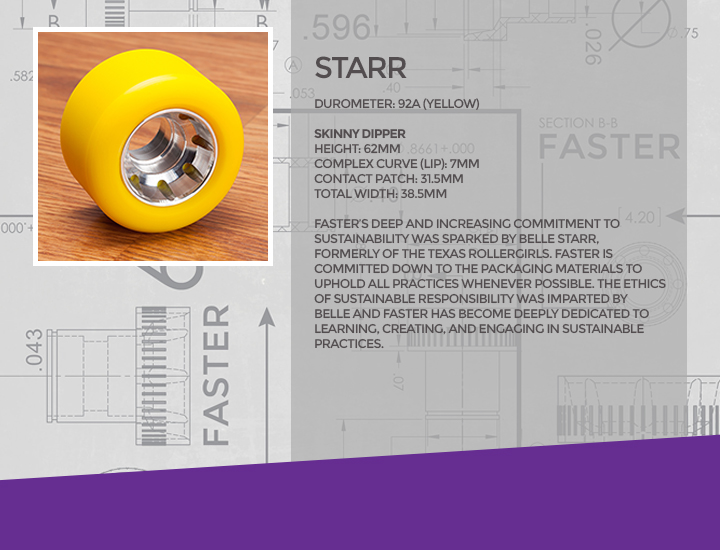 .596
B
B
.582
7
A
.026
.75
STARR
.40
.053
DUROMETER: 92A (YELLOW)
SECTION B-B
FASTER
SKINNY DIPPER
.8661+.000
HEIGHT: 62MM
COMPLEX CURVE (LIP): 7MM
CONTACT PATCH: 31.5MM
TOTAL WIDTH: 38.5MM
[4.20]
000"+
FASTER'S DEEP AND INCREASING COMMITMENT TO
SUSTAINABILITY WAS SPARKED BY BELLE STARR,
FORMERLY OF THE TEXAS ROLLERGIRLS. FASTER IS
COMMITTED DOWN TO THE PACKAGING MATERIALS TO
UPHOLD ALL PRACTICES WHENEVER POSSIBLE. THE ETHICS
OF SUSTAINABLE RESPONSIBILITY WAS IMPARTED BY
BELLE AND FASTER HAS BECOME DEEPLY DEDICATED TO
LEARNING, CREATING, AND ENGAGING IN SUSTAINABLE
PRACTICES.
6
.043
FASTER
.07